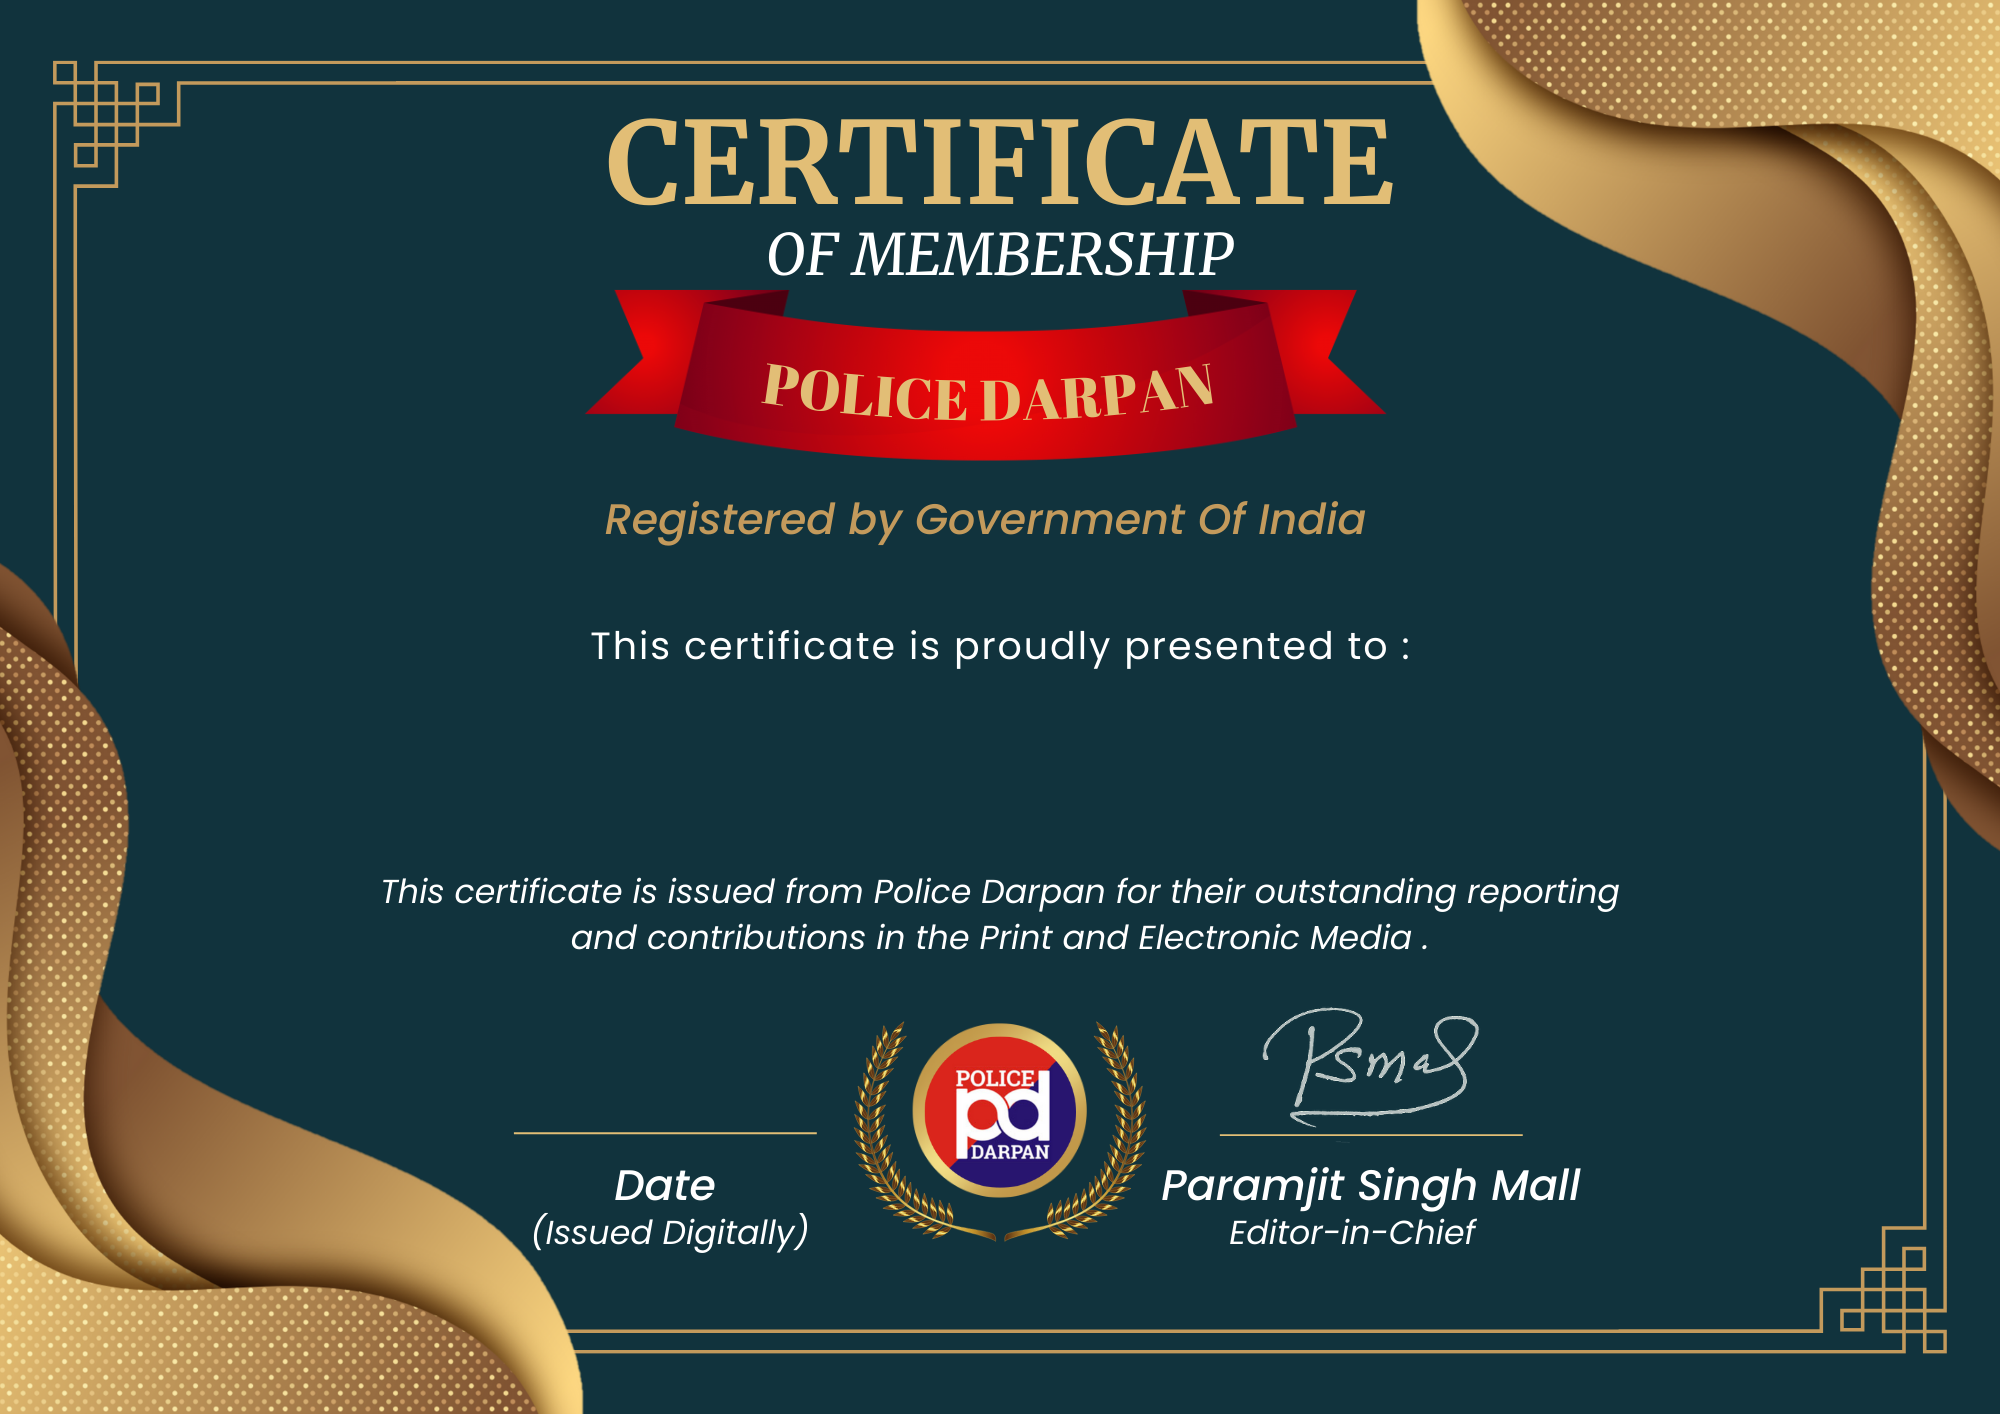 CERTIFICATE
OF MEMBERSHIP
POLICE DARPAN
Registered by Government Of India
This certificate is proudly presented to :
This certificate is issued from Police Darpan for their outstanding reporting
and contributions in the Print and Electronic Media .
POLICE
pd
DARPAN
Psmal
Date
(Issued Digitally)
Paramjit Singh Mall
Editor-in-Chief